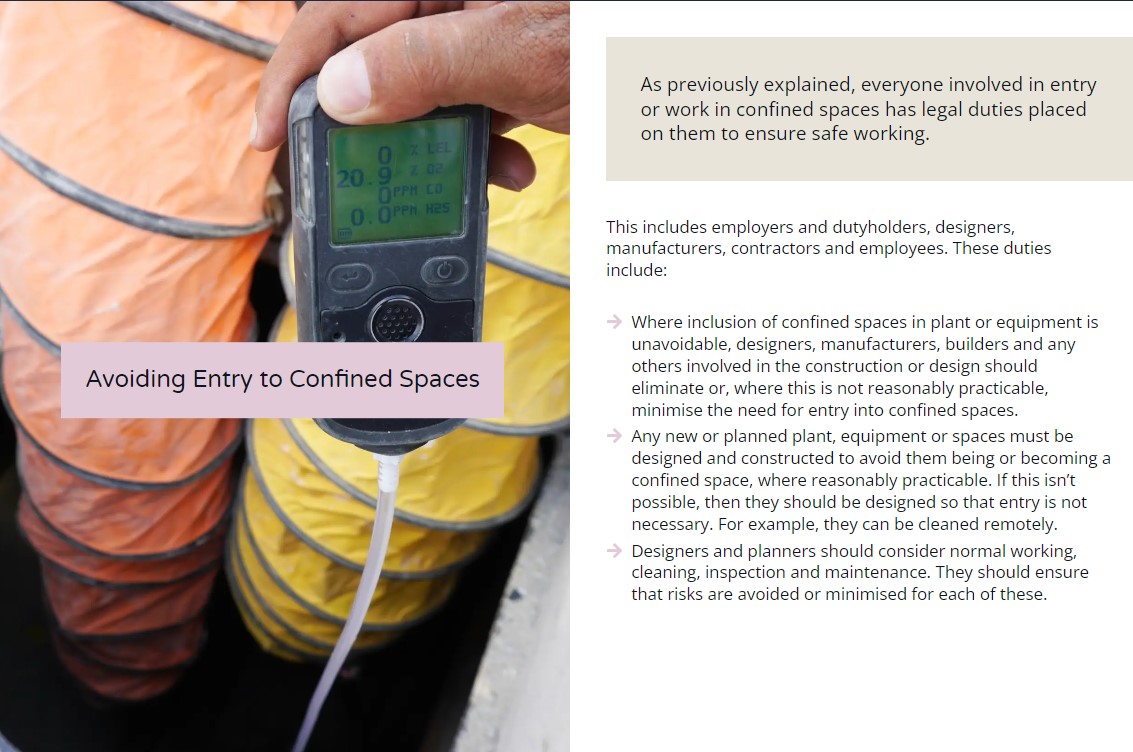 0 % LEL
20.9 % O2
0 PPM CO
0.0 PPM H2S
Avoiding Entry to Confined Spaces
As previously explained, everyone involved in entry
or work in confined spaces has legal duties placed
on them to ensure safe working.
This includes employers and dutyholders, designers,
manufacturers, contractors and employees. These duties
include:
→ Where inclusion of confined spaces in plant or equipment is
unavoidable, designers, manufacturers, builders and any
others involved in the construction or design should
eliminate or, where this is not reasonably practicable,
minimise the need for entry into confined spaces.
→ Any new or planned plant, equipment or spaces must be
designed and constructed to avoid them being or becoming a
confined space, where reasonably practicable. If this isn’t
possible, then they should be designed so that entry is not
necessary. For example, they can be cleaned remotely.
→ Designers and planners should consider normal working,
cleaning, inspection and maintenance. They should ensure
that risks are avoided or minimised for each of these.